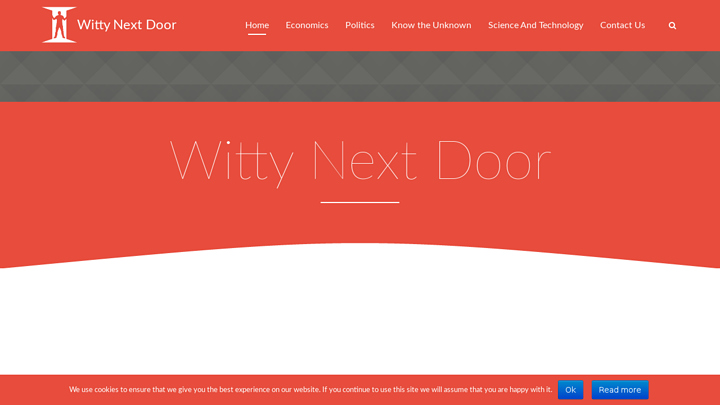 Witty Next Door
Home Economics Politics Know the Unknown Science And Technology Contact Us
Witty Next Door
We use cookies to ensure that we give you the best experience on our website. If you continue to use this site we will assume that you are happy with it. Ok Read more